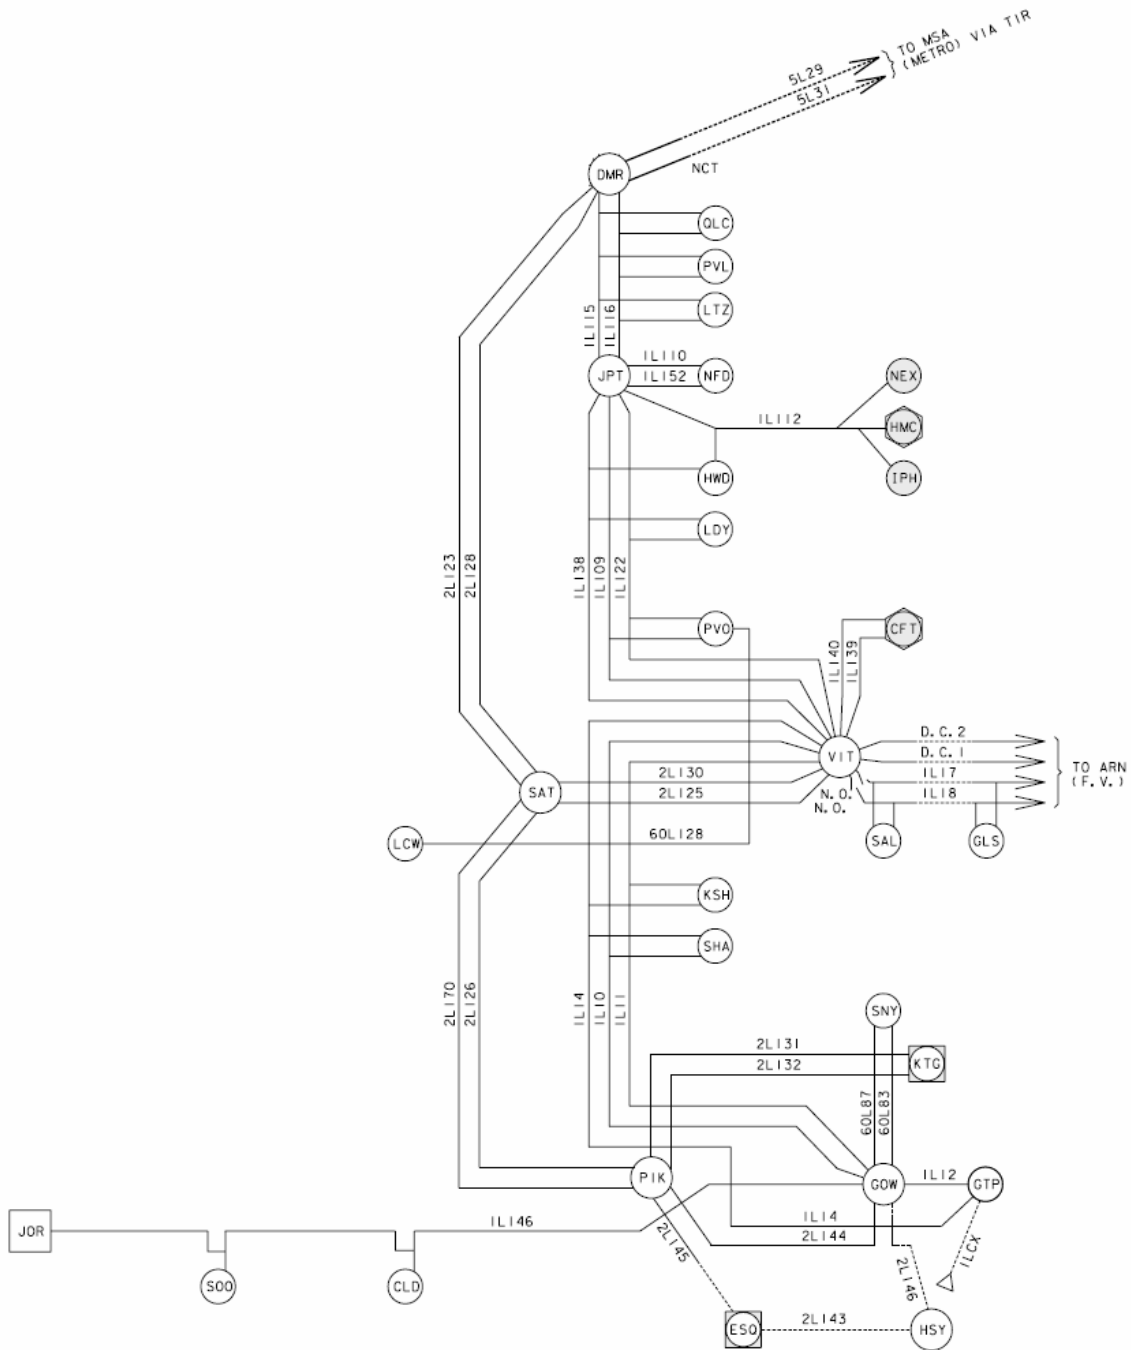 TO MSA
(METRO) VIA TIR
5L29
5L31
DMR
NCT
QLC
PVL
LTZ
1L115
1L116
1L110
JPT
1L152
NFD
NEX
1L112
HMC
HWD
IPH
LDY
2L123
2L128
1L138
1L109
1L122
PVO
1L140
1L139
CFT
D.C.2
D.C.1
VIT
2L130
1L17
TO ARN
(F.V.)
SAT
2L125
N.O.
1L18
N.O.
LCW
60L128
SAL
GLS
KSH
SHA
2L170
2L126
1L14
1L10
1L11
SNY
2L131
2L132
KTG
60L87
60L83
PIK
GOW
1L12
GTP
JOR
1L146
1L14
2L144
2L145
2L146
1LCX
SOO
CLD
ESQ
2L143
HSY